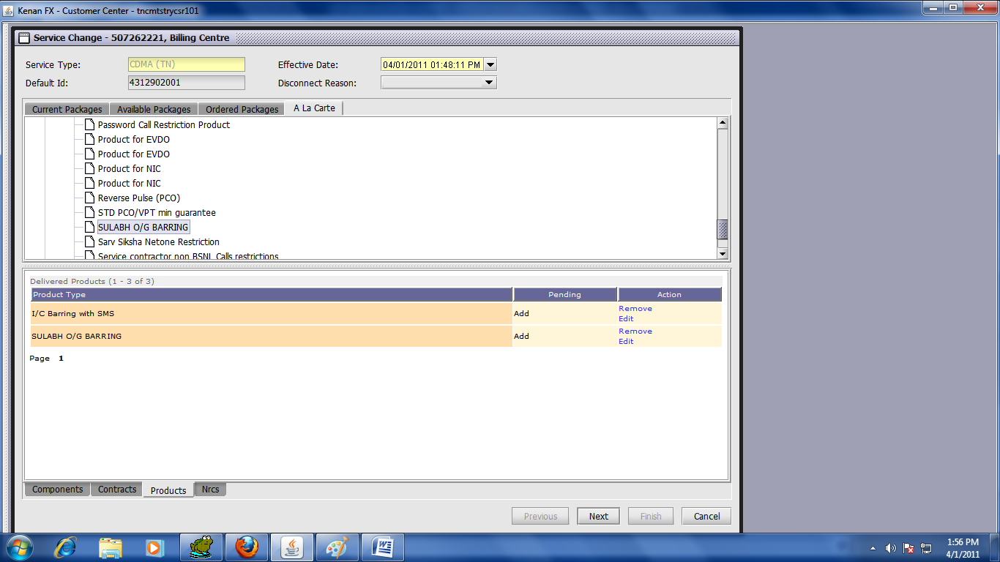 Kenan FX - Customer Center - tncmtstrycsr101
Service Change - 507262221, Billing Centre
Service Type: CDMA (TN) Effective Date: 04/01/2011 01:48:11 PM
Default Id: 4312902001 Disconnect Reason:
Current Packages Available Packages Ordered Packages A La Carte
Password Call Restriction Product
Product for EVDO
Product for EVDO
Product for NIC
Product for NIC
Reverse Pulse (PCO)
STD PCO/VPT min guarantee
SULABH O/G BARRING
Sarv Siksha Netone Restriction
Service contractor non BSNL Calls restrictions
Delivered Products (1 - 3 of 3)
Product Type Pending Action
I/C Barring with SMS Add Remove
Edit
SULABH O/G BARRING Add Remove
Edit
Page 1
Components Contracts Products Nrcs
Previous Next Finish Cancel
1:56 PM
4/1/2011